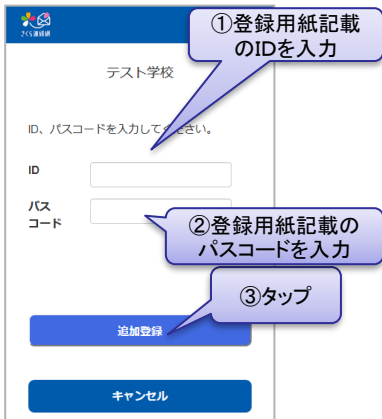 さくら連絡網
①登録用紙記載
のIDを入力
テスト学校
ID、パスコードを入力してください。
ID
パス
コード
②登録用紙記載の
パスコードを入力
③タップ
追加登録
キャンセル